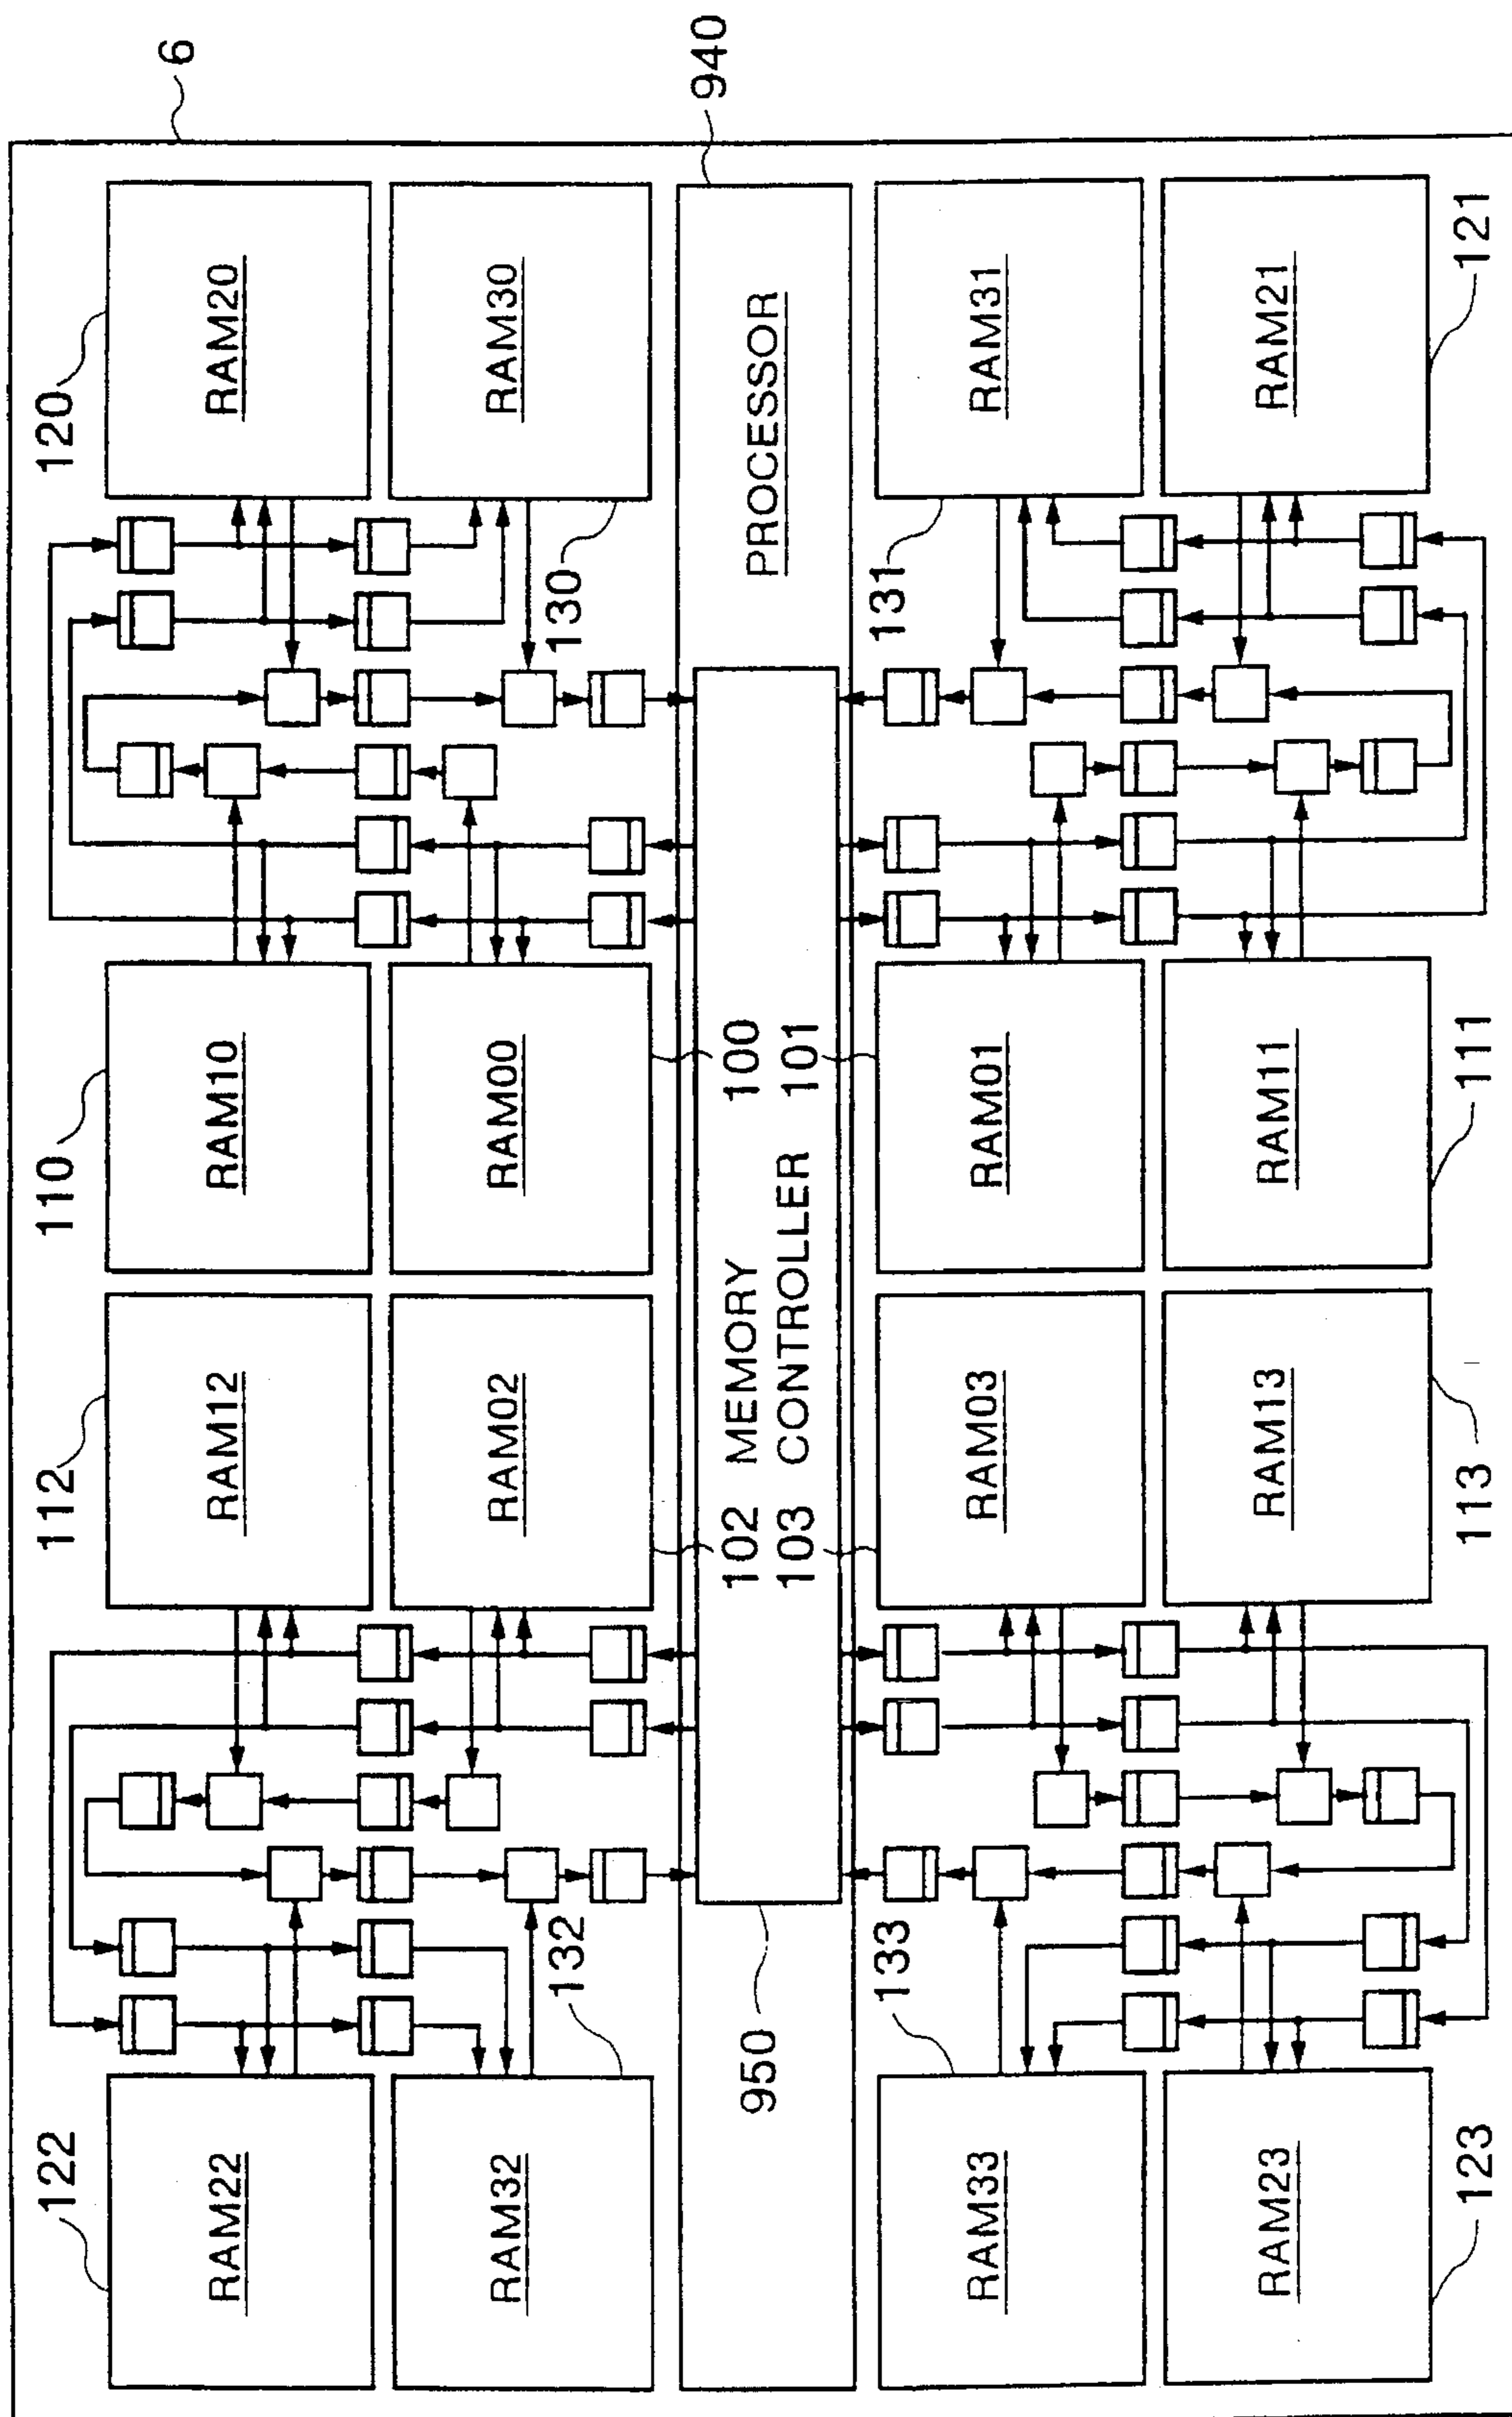 122
112
110
120
6
RAM22
RAM12
RAM10
RAM20
RAM32
RAM02
RAM00
RAM30
132
130
940
950
102 MEMORY 100
103 CONTROLLER 101
PROCESSOR
133
131
RAM33
RAM03
RAM01
RAM31
RAM23
RAM13
RAM11
RAM21
123
113
111
121